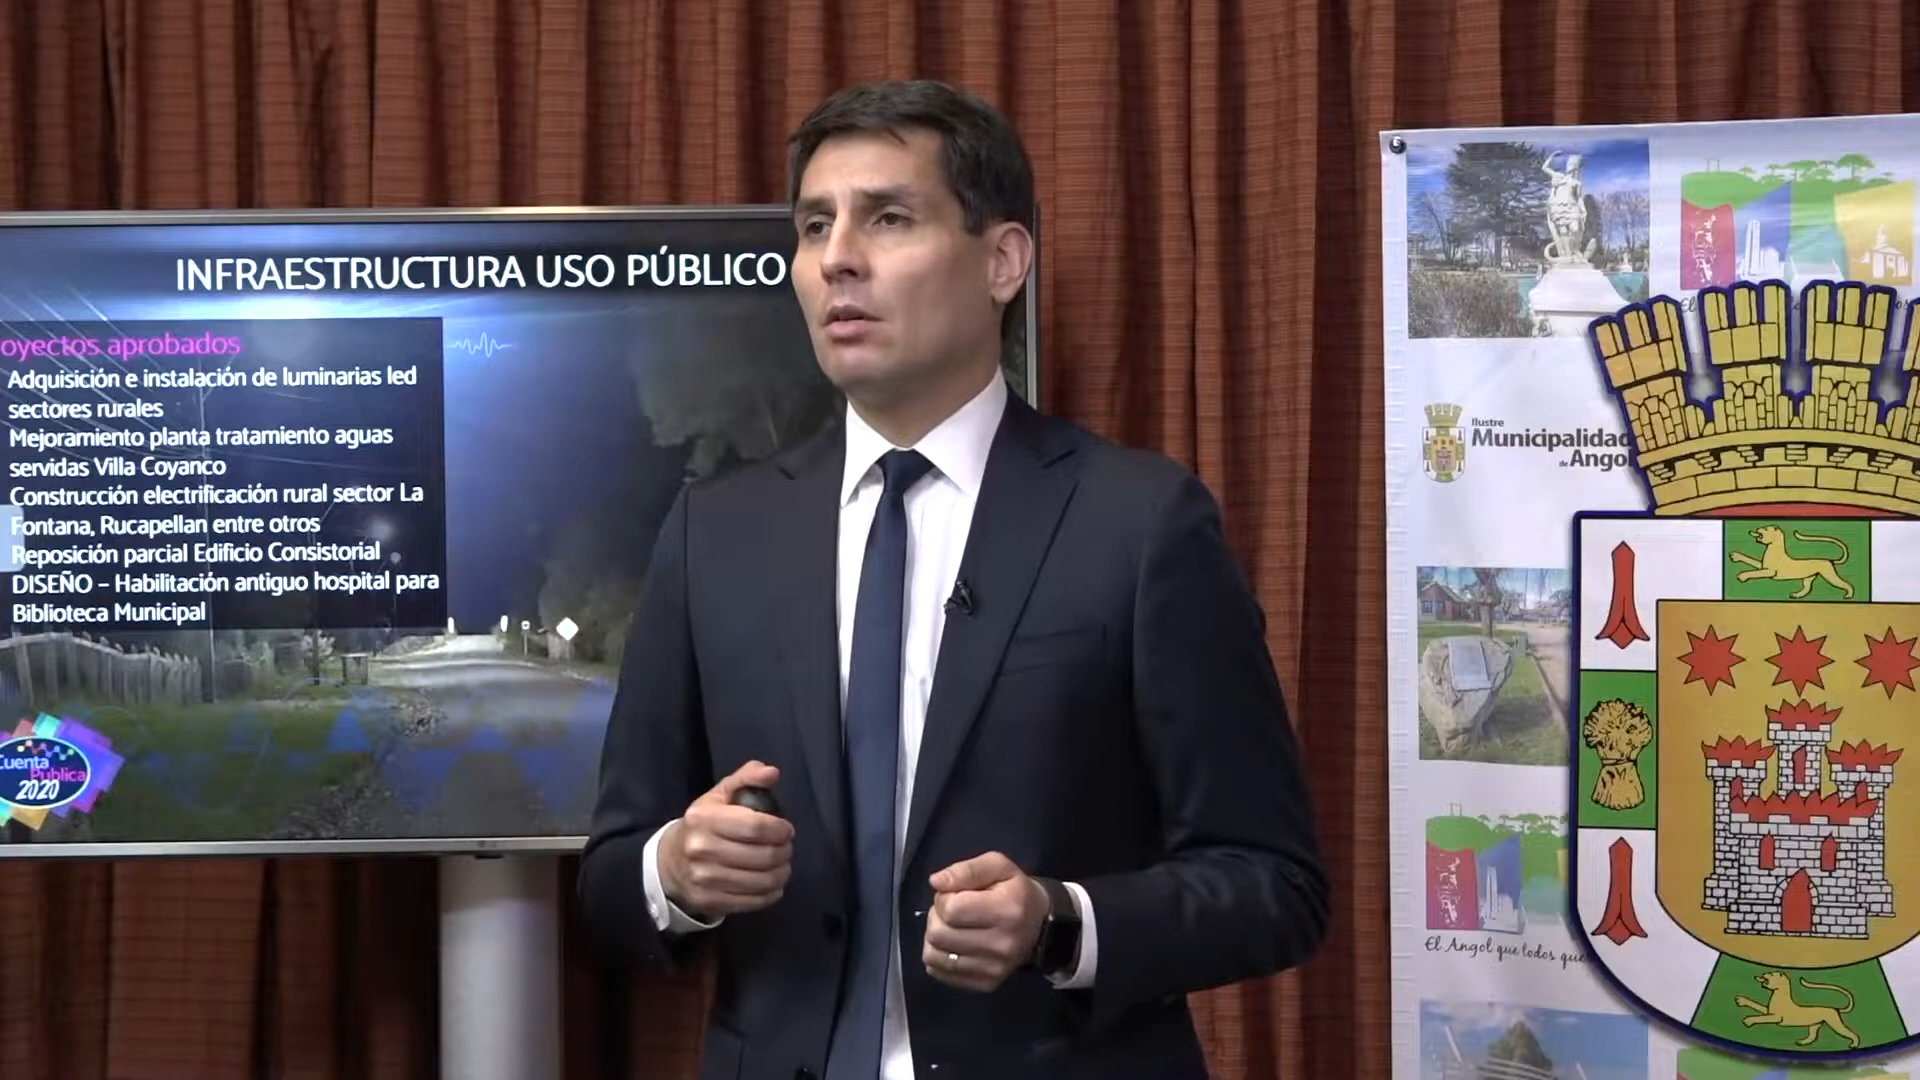 INFRAESTRUCTURA USO PÚBLICO
oyectos aprobados
Adquisición e instalación de luminarias led
sectores rurales
Mejoramiento planta tratamiento aguas
servidas Villa Coyanco
Construcción electrificación rural sector La
Fontana, Rucapellan entre otros
Reposición parcial Edificio Consistorial
DISEÑO – Habilitación antiguo hospital para
Biblioteca Municipal
Cuenta
Pública
2020
Ilustre
Municipalidad
de Angol
El Angol que todos que